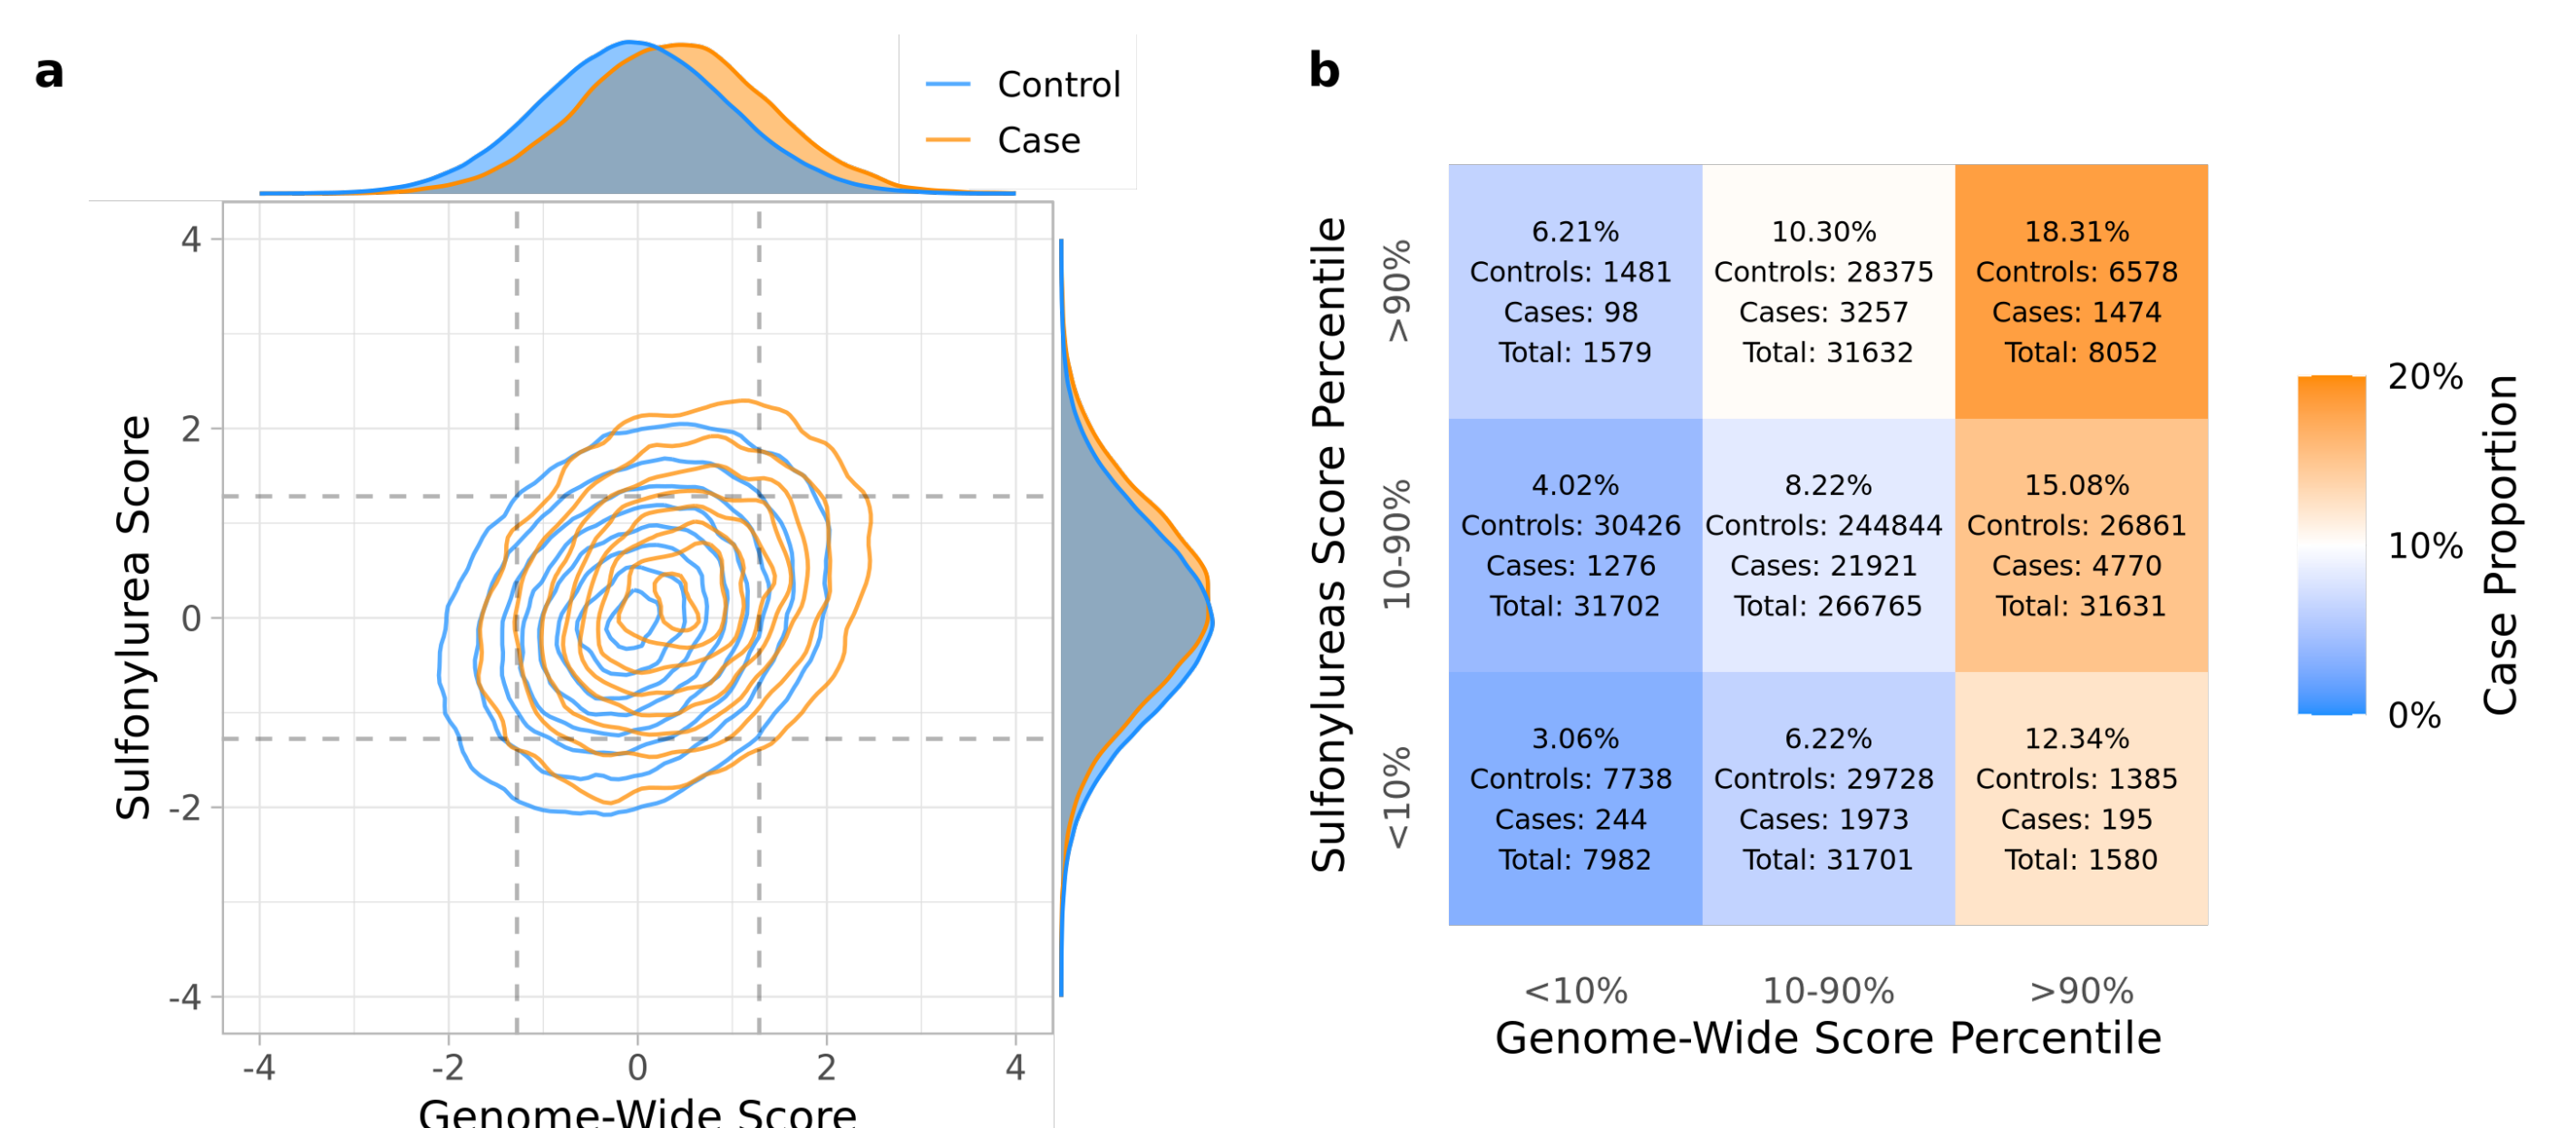 a
Control
Case
4
2
0
-2
-4
Sulfonylurea Score
-4
-2
0
2
4
Genome-Wide Score
b
Sulfonylureas Score Percentile
>90%
10-90%
<10%
6.21%
Controls: 1481
Cases: 98
Total: 1579
10.30%
Controls: 28375
Cases: 3257
Total: 31632
18.31%
Controls: 6578
Cases: 1474
Total: 8052
4.02%
Controls: 30426
Cases: 1276
Total: 31702
8.22%
Controls: 244844
Cases: 21921
Total: 266765
15.08%
Controls: 26861
Cases: 4770
Total: 31631
3.06%
Controls: 7738
Cases: 244
Total: 7982
6.22%
Controls: 29728
Cases: 1973
Total: 31701
12.34%
Controls: 1385
Cases: 195
Total: 1580
<10%
10-90%
>90%
Genome-Wide Score Percentile
20%
10%
0%
Case Proportion